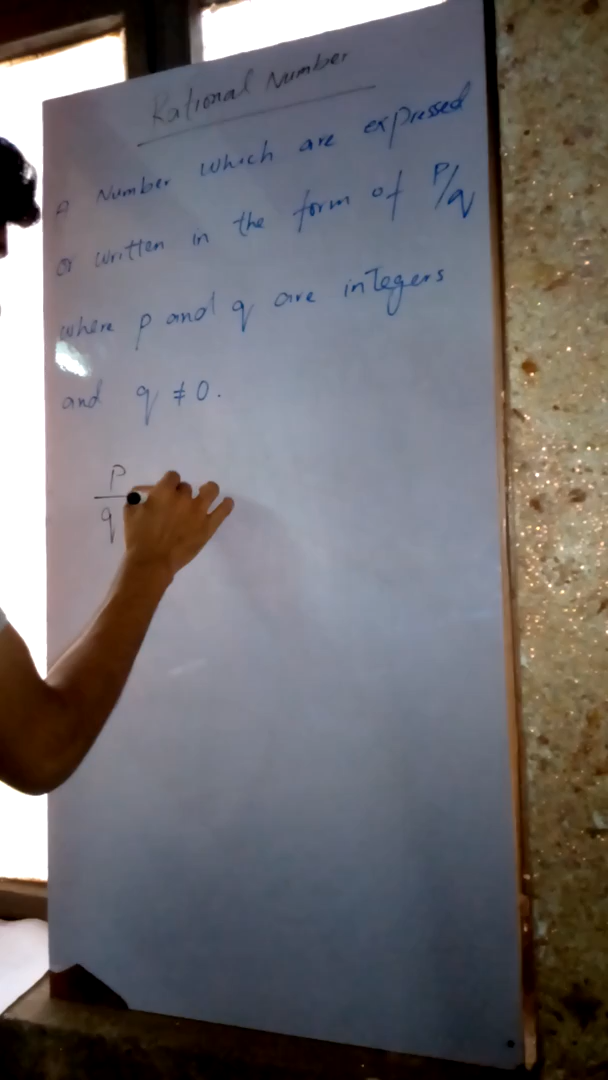 Rational Number
A Number which are expressed
or written in the form of P/q
where p and q are integers
and q ≠ 0.
P
q